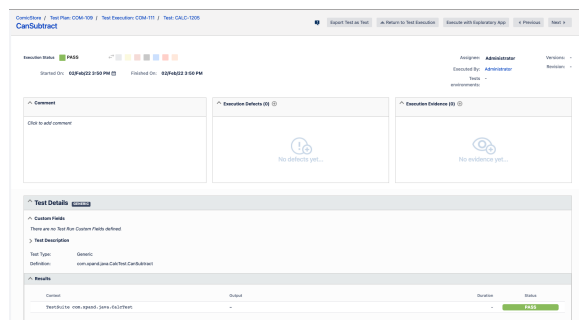 ComicStore / Test Plan: COM-109 / Test Execution: COM-111 / Test: CALC-1205
CanSubtract
Export Test as Text
Return to Test Execution
Execute with Exploratory App
< Previous
Next >
Execution Status PASS
Started On: 02/Feb/22 3:50 PM Finished On: 02/Feb/22 3:50 PM
Assignee: Administrator
Executed By: Administrator
Tests environments: -
Versions: -
Revision: -
Comment
Click to add comment
Execution Defects (0)
No defects yet...
Execution Evidence (0)
No evidence yet...
Test Details GENERIC
Custom Fields
There are no Test Run Custom Fields defined.
Test Description
Test Type: Generic
Definition: com.xpand.java.CalcTest.CanSubtract
Results
Context Output Duration Status
TestSuite com.xpand.java.CalcTest - - PASS